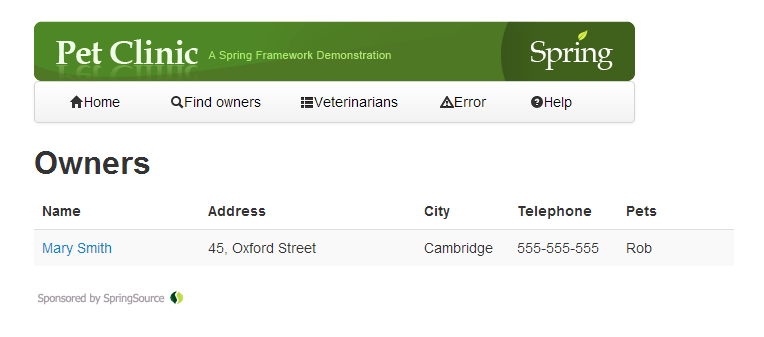 Pet Clinic A Spring Framework Demonstration Spring
Home Find owners Veterinarians Error Help
Owners
Name Address City Telephone Pets
Mary Smith 45, Oxford Street Cambridge 555-555-555 Rob
Sponsored by SpringSource